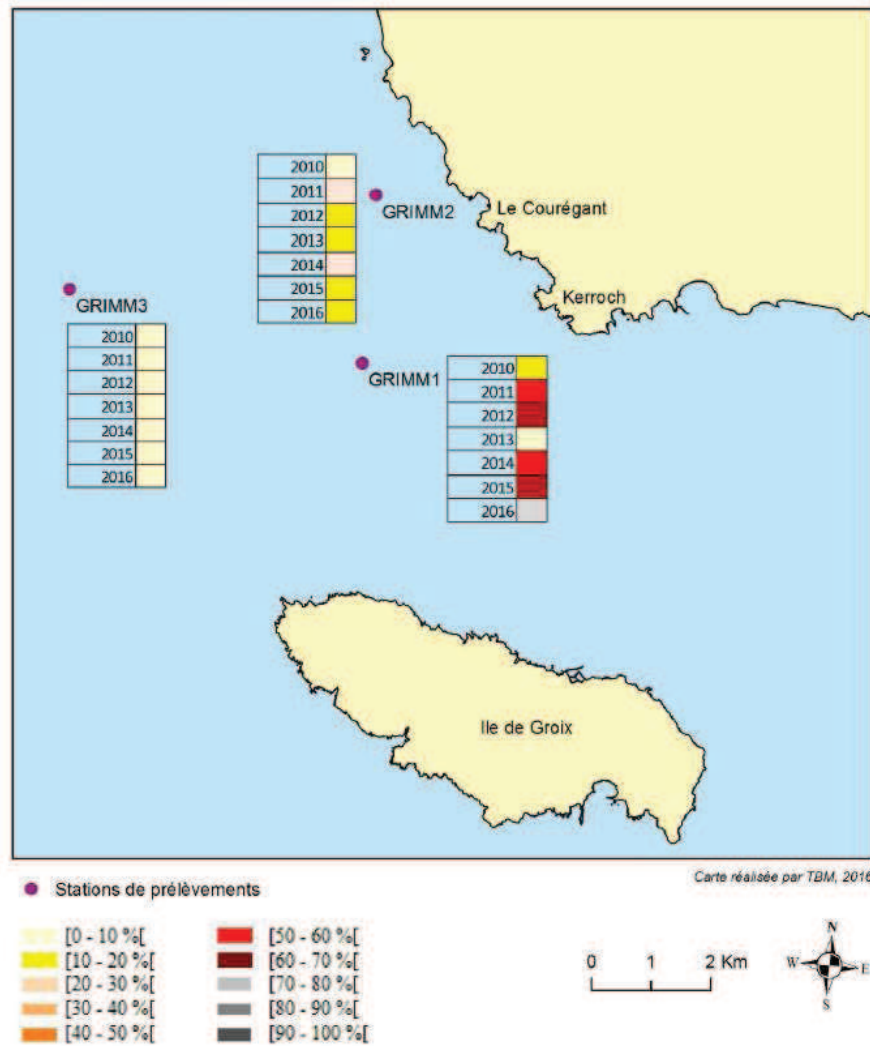 2010
2011
2012
2013
2014
2015
2016
GRIMM2
Le Courégant
Kerroch
GRIMM3
2010
2011
2012
2013
2014
2015
2016
GRIMM1
2010
2011
2012
2013
2014
2015
2016
Ile de Groix
Carte réalisée par TBM, 2016
Stations de prélèvements
[0 - 10 %[
[10 - 20 %[
[20 - 30 %[
[30 - 40 %[
[40 - 50 %[
[50 - 60 %[
[60 - 70 %[
[70 - 80 %[
[80 - 90 %[
[90 - 100 %[
0 1 2 Km
N
W E
S